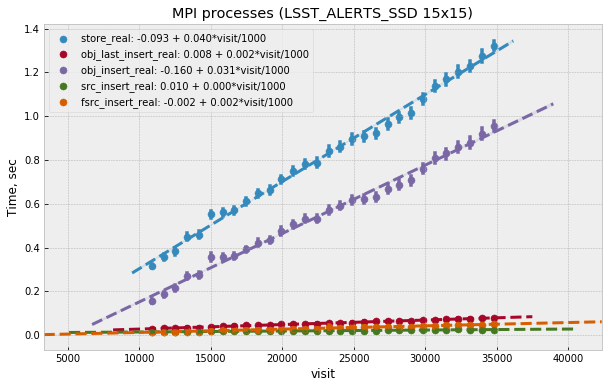 MPI processes (LSST_ALERTS_SSD 15x15)
store_real: -0.093 + 0.040*visit/1000
obj_last_insert_real: 0.008 + 0.002*visit/1000
obj_insert_real: -0.160 + 0.031*visit/1000
src_insert_real: 0.010 + 0.000*visit/1000
fsrc_insert_real: -0.002 + 0.002*visit/1000
1.4
1.2
1.0
0.8
0.6
0.4
0.2
0.0
Time, sec
5000 10000 15000 20000 25000 30000 35000 40000
visit